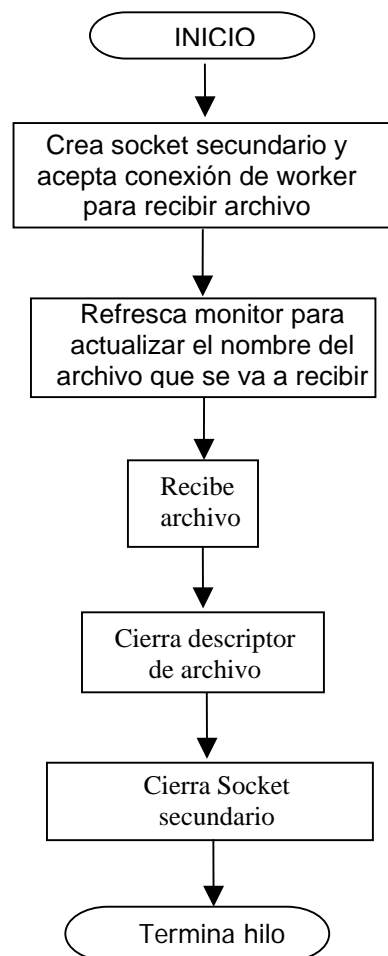 INICIO
Crea socket secundario y
acepta conexión de worker
para recibir archivo
Refresca monitor para
actualizar el nombre del
archivo que se va a recibir
Recibe
archivo
Cierra descriptor
de archivo
Cierra Socket
secundario
Termina hilo